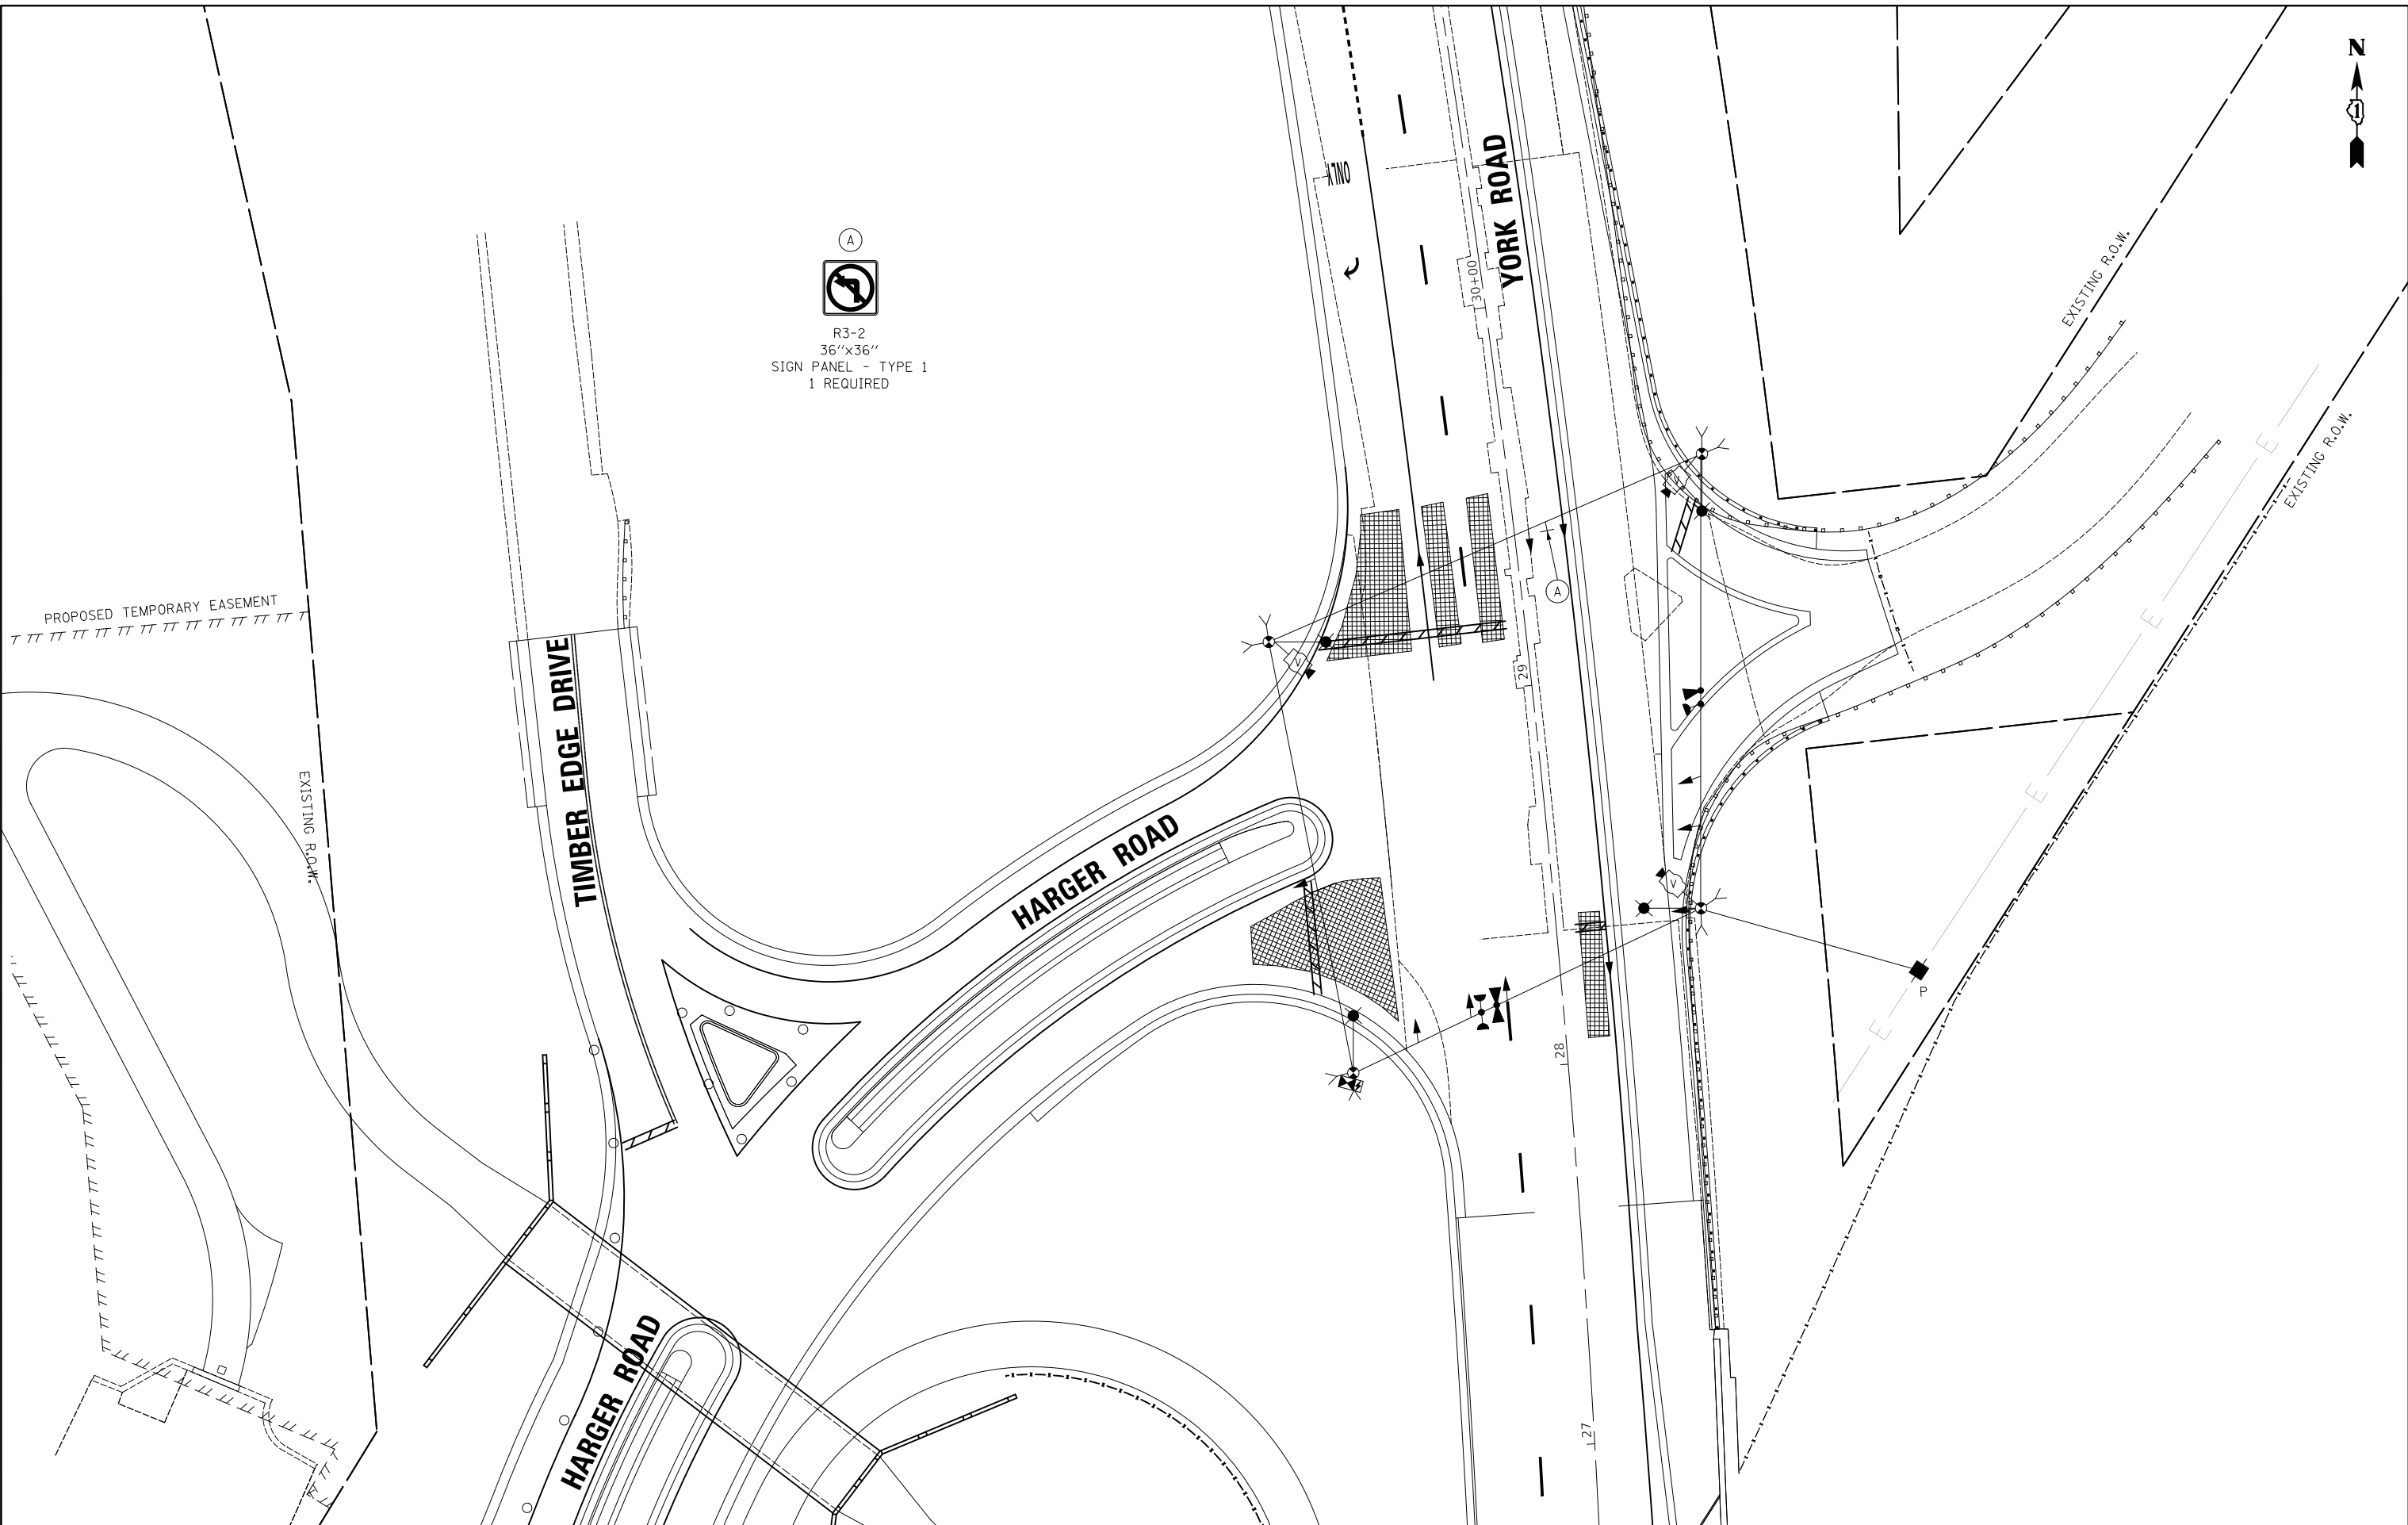 N
1
ONLY
YORK ROAD
30+00
A
R3-2
36"x36"
SIGN PANEL - TYPE 1
1 REQUIRED
EXISTING R.O.W.
EXISTING R.O.W.
E
V
A
PROPOSED TEMPORARY EASEMENT
E
V
29
TIMBER EDGE DRIVE
EXISTING R.O.W.
E
HARGER ROAD
V
P
E
28
HARGER ROAD
27